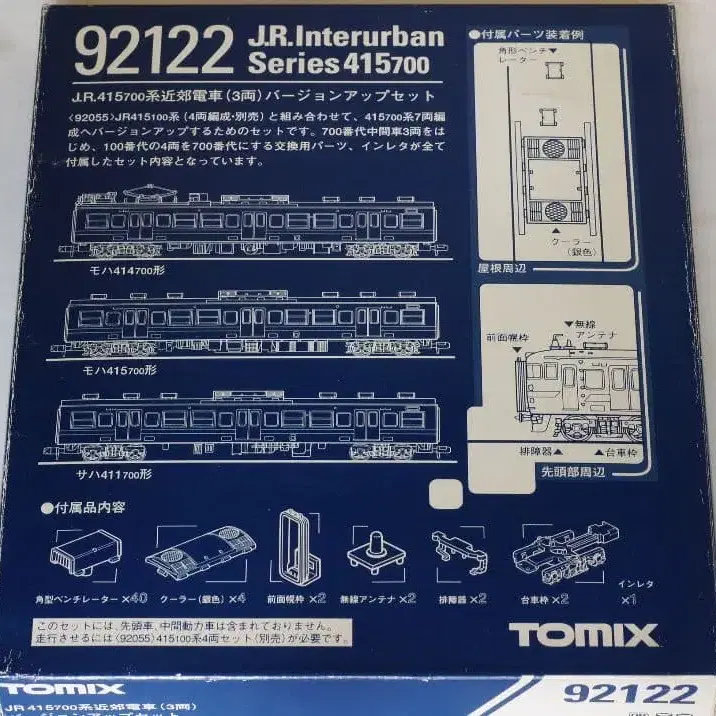 92122 J.R.Interurban
Series 415700
J.R.415700系近郊電車(3両)バージョンアップセット
〈92055〉JR415100系(4両編成・別売)と組み合わせて、415700系7両編
成へバージョンアップするためのセットです。700番代中間車3両をは
じめ、100番代の4両を700番代にする交換用パーツ、インレタが全て
付属したセット内容となっています。
モハ414700形
モハ415700形
サハ411700形
●付属パーツ装着例
角形ベンチ▼
レーター
▲
クーラー
(銀色)
屋根周辺
▼無線
アンテナ
前面幌枠
▼
排障器▲
▲台車枠
先頭部周辺
●付属品内容
角型ベンチレーター ×40
クーラー(銀色) ×4
前面幌枠 ×2
無線アンテナ ×2
排障器 ×2
台車枠 ×2
インレタ
×1
このセットには、先頭車、中間動力車は含まれておりません。
走行させるには〈92055〉415100系4両セット(別売)が必要です。
TOMIX
TOMIX
92122
JR415700系近郊電車(3両)
バージョンアップセット